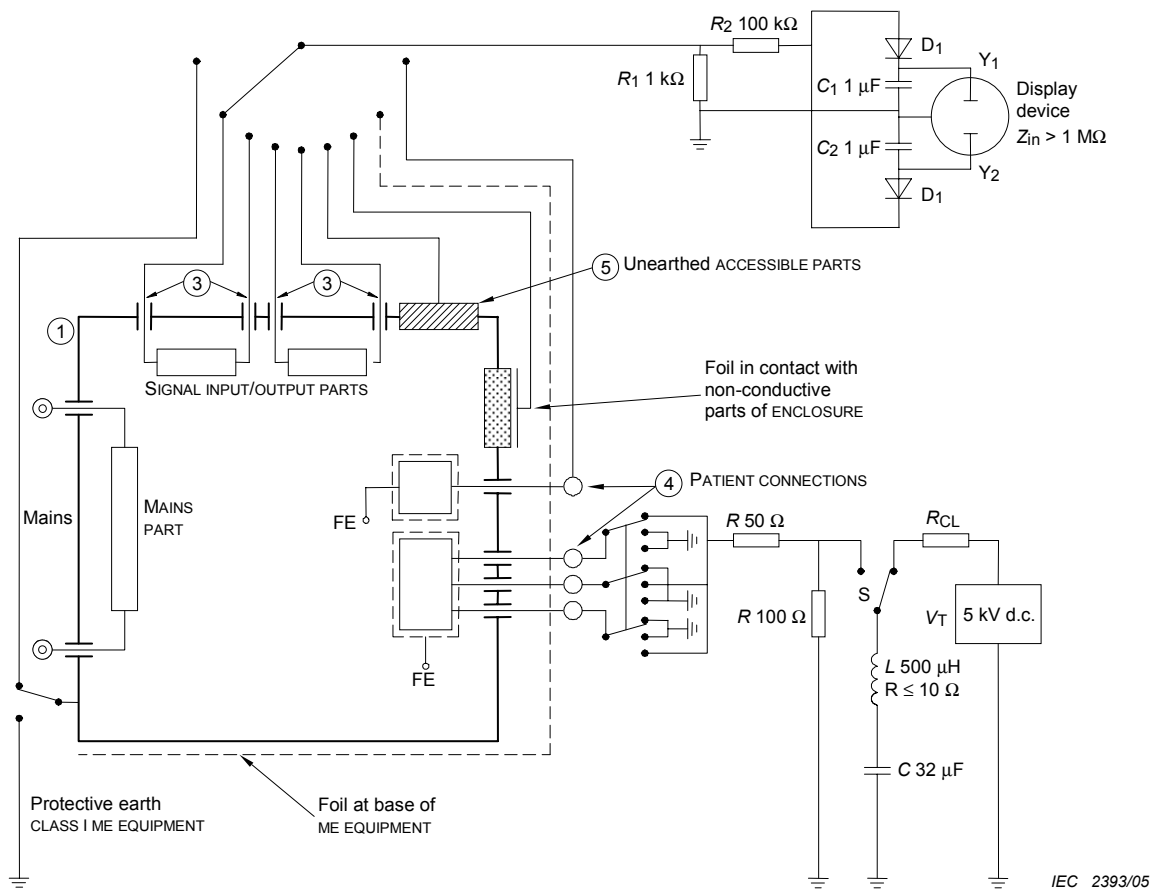 R2 100 kΩ
D1
Y1
R1 1 kΩ
C1 1 μF
Display
device
Zin > 1 MΩ
C2 1 μF
Y2
D1
3
3
5 Unearthed ACCESSIBLE PARTS
1
SIGNAL INPUT/OUTPUT PARTS
Foil in contact with
non-conductive
parts of ENCLOSURE
4 PATIENT CONNECTIONS
Mains
MAINS
PART
FE
R 50 Ω
RCL
S
R 100 Ω
VT
5 kV d.c.
L 500 μH
R ≤ 10 Ω
FE
C 32 μF
Protective earth
CLASS I ME EQUIPMENT
Foil at base of
ME EQUIPMENT
IEC 2393/05